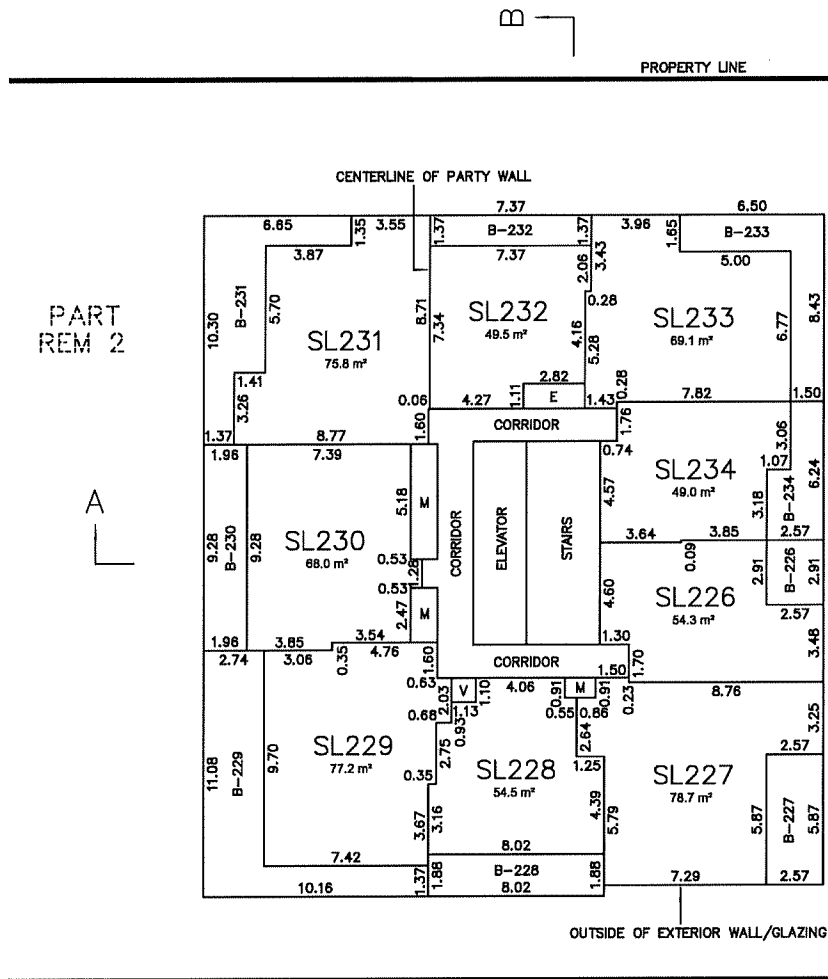 B
PROPERTY LINE
CENTERLINE OF PARTY WALL
7.37
6.50
6.65
3.55
1.35
1.37
B-232
1.37
3.96
1.65
B-233
3.87
7.37
2.06
3.43
5.00
PART
REM 2
10.30
B-231
5.70
SL231
75.8 m²
8.71
7.34
SL232
49.5 m²
0.28
4.16
5.28
SL233
69.1 m²
6.77
8.43
1.41
3.26
2.82
0.28
0.06
4.27
1.11
E
1.43
7.82
1.50
1.37
8.77
1.60
CORRIDOR
1.76
3.06
1.96
7.39
0.74
1.07
A
5.18
M
SL234
49.0 m²
3.18
B-234
6.24
4.57
9.28
B-230
9.28
SL230
68.0 m²
CORRIDOR
ELEVATOR
STAIRS
3.64
3.85
2.57
0.09
0.53
1.28
0.53
2.91
B-226
2.91
SL226
54.3 m²
2.47
M
4.60
2.57
1.96
3.85
3.54
1.30
3.48
2.74
3.06
0.35
4.76
1.60
CORRIDOR
1.70
0.63
V
1.10
4.06
0.91
M
0.91
1.50
0.23
8.76
2.03
1.13
0.55
0.86
0.68
0.93
3.25
SL229
77.2 m²
2.75
2.64
2.57
11.08
B-229
9.70
0.35
SL228
54.5 m²
1.25
SL227
78.7 m²
3.67
3.16
4.39
5.79
5.87
B-227
5.87
8.02
7.42
1.37
1.88
B-228
1.88
10.16
8.02
7.29
2.57
OUTSIDE OF EXTERIOR WALL/GLAZING